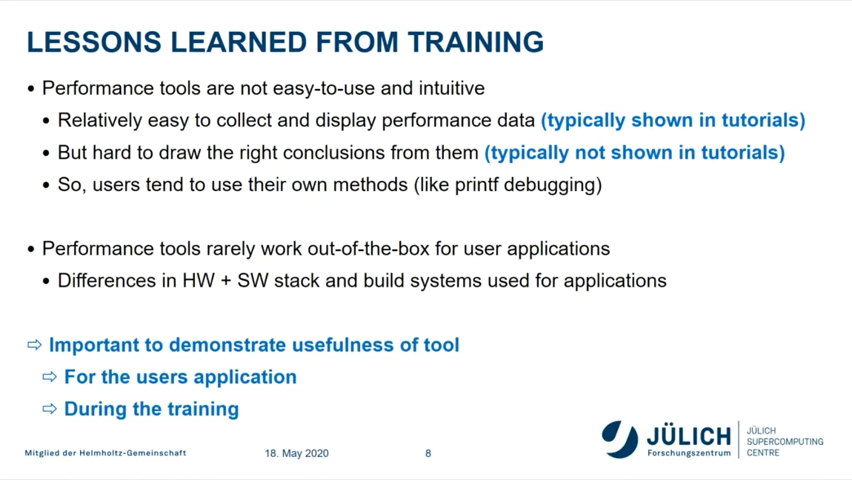 LESSONS LEARNED FROM TRAINING
• Performance tools are not easy-to-use and intuitive
• Relatively easy to collect and display performance data (typically shown in tutorials)
• But hard to draw the right conclusions from them (typically not shown in tutorials)
• So, users tend to use their own methods (like printf debugging)
• Performance tools rarely work out-of-the-box for user applications
• Differences in HW + SW stack and build systems used for applications
⇨ Important to demonstrate usefulness of tool
⇨ For the users application
⇨ During the training
Mitglied der Helmholtz-Gemeinschaft
18. May 2020
8
JÜLICH
Forschungszentrum
JÜLICH
SUPERCOMPUTING
CENTRE